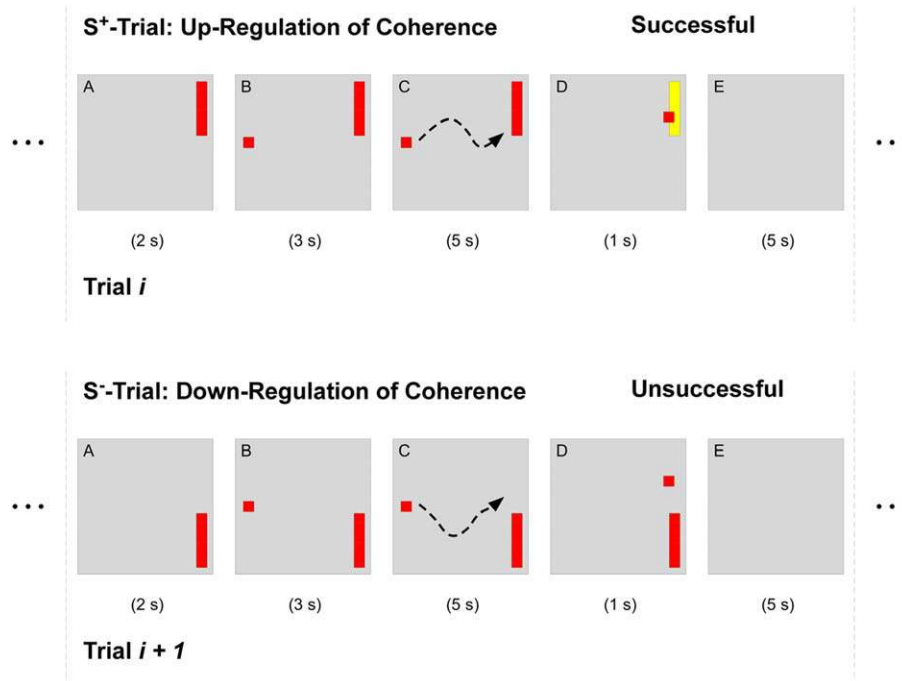 S+-Trial: Up-Regulation of Coherence Successful
A B C D E
... ..
(2 s) (3 s) (5 s) (1 s) (5 s)
Trial i
S--Trial: Down-Regulation of Coherence Unsuccessful
A B C D E
... ..
(2 s) (3 s) (5 s) (1 s) (5 s)
Trial i + 1